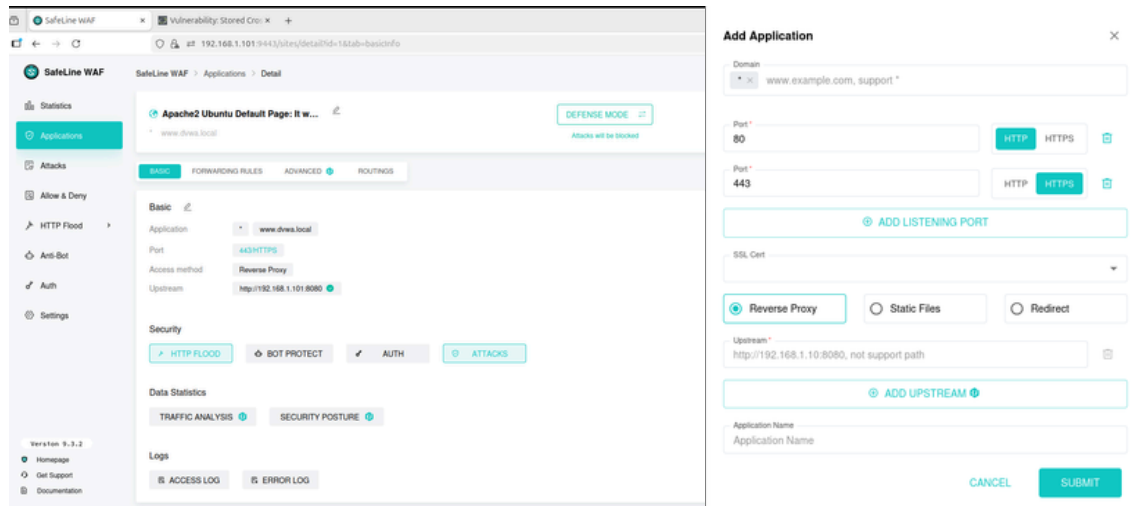 SafeLine WAF
Vulnerability: Stored Cro:
192.168.1.101:9443/sites/detail?id=1&tab=basicInfo
SafeLine WAF
SafeLine WAF > Applications > Detail
Statistics
Applications
Attacks
Allow & Deny
HTTP Flood
Anti-Bot
Auth
Settings
Version 9.3.2
Homepage
Get Support
Documentation
Apache2 Ubuntu Default Page: It w...
* www.dvwa.local
DEFENSE MODE
Attacks will be blocked
BASIC FORWARDING RULES ADVANCED ROUTINGS
Basic
Application * www.dvwa.local
Port 443/HTTPS
Access method Reverse Proxy
Upstream http://192.168.1.101:8080
Security
HTTP FLOOD BOT PROTECT AUTH ATTACKS
Data Statistics
TRAFFIC ANALYSIS SECURITY POSTURE
Logs
ACCESS LOG ERROR LOG
Add Application
Domain
* × www.example.com, support *
Port *
80 HTTP HTTPS
Port *
443 HTTP HTTPS
ADD LISTENING PORT
SSL Cert
Reverse Proxy Static Files Redirect
Upstream *
http://192.168.1.10:8080, not support path
ADD UPSTREAM
Application Name
Application Name
CANCEL SUBMIT